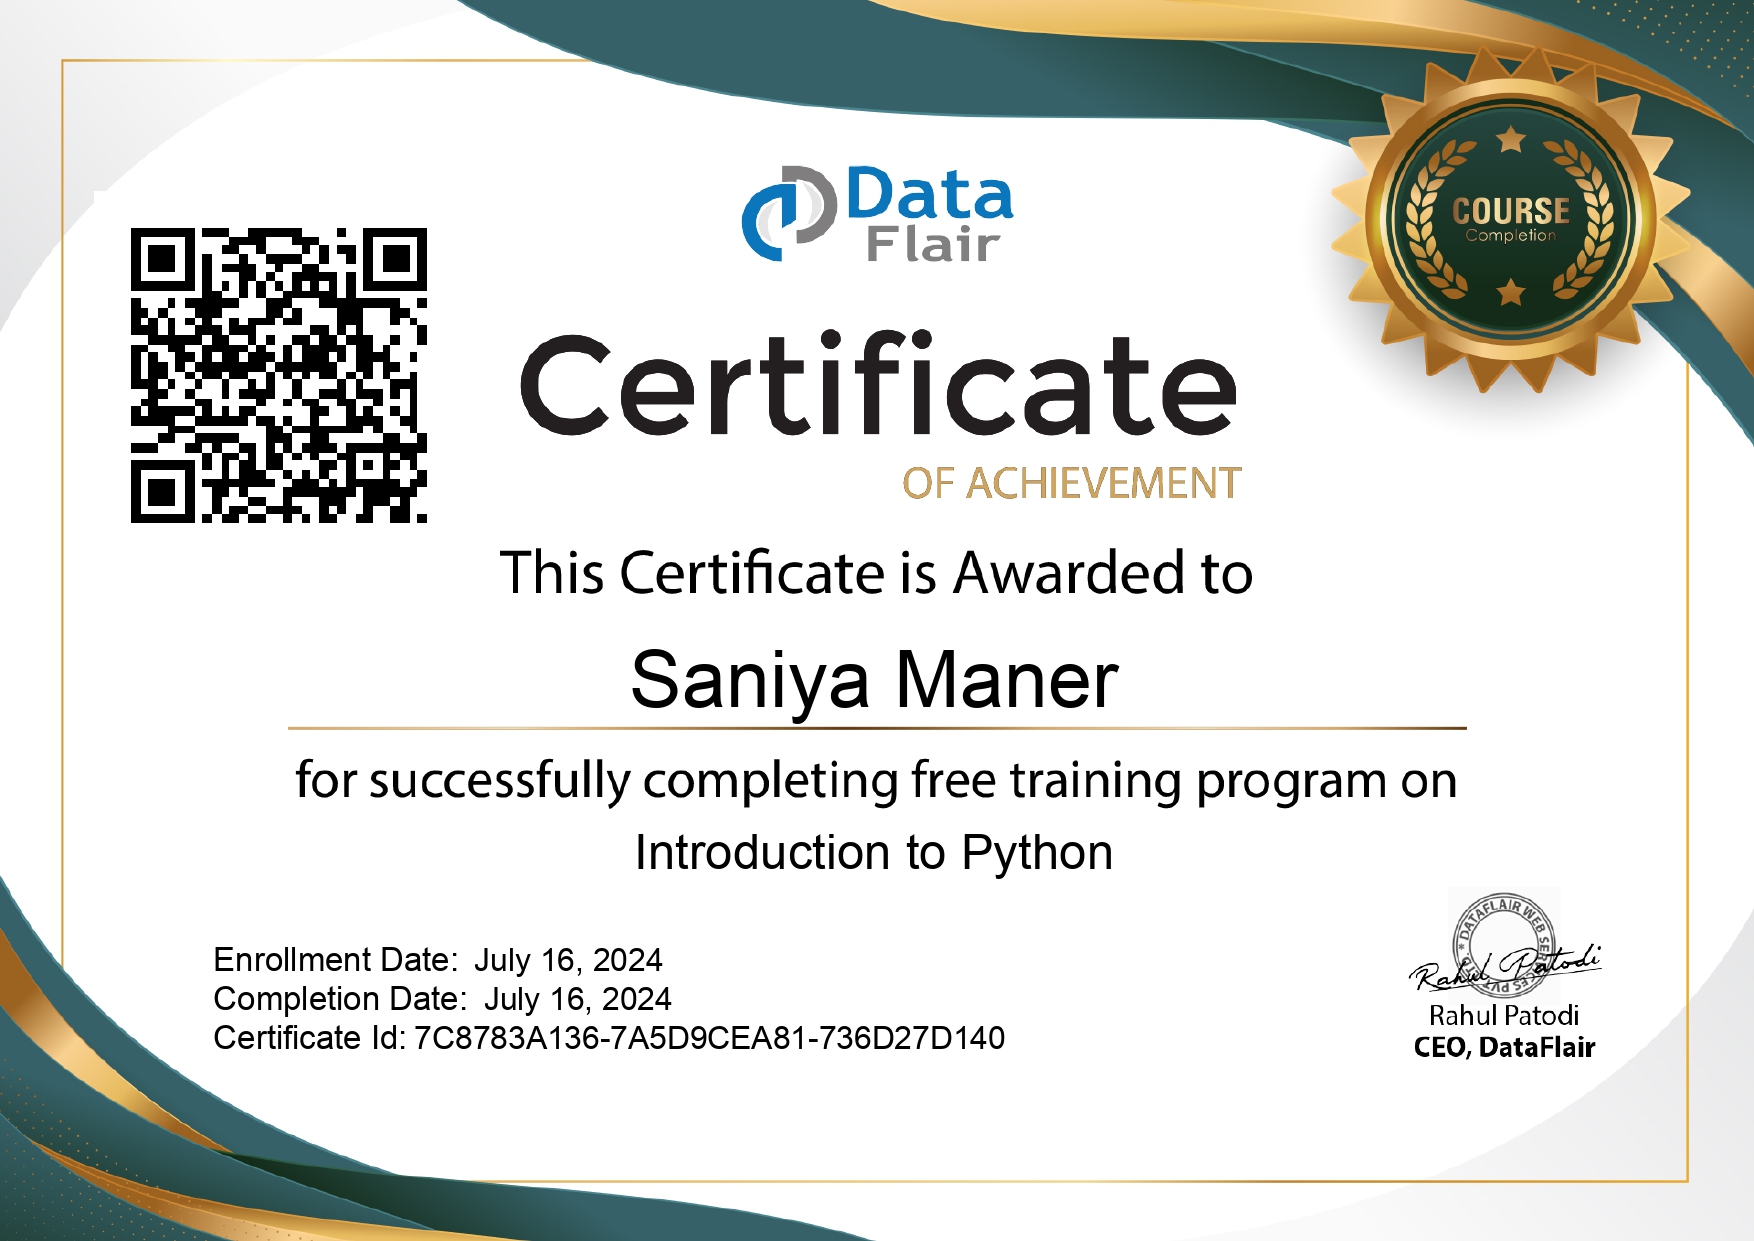 Data
Flair
COURSE
Completion
Certificate
OF ACHIEVEMENT
This Certificate is Awarded to
Saniya Maner
for successfully completing free training program on
Introduction to Python
Enrollment Date: July 16, 2024
Completion Date: July 16, 2024
Certificate Id: 7C8783A136-7A5D9CEA81-736D27D140
* DATAFLAIR WEB SERVICES PVT LTD
Rahul Patodi
Rahul Patodi
CEO, DataFlair